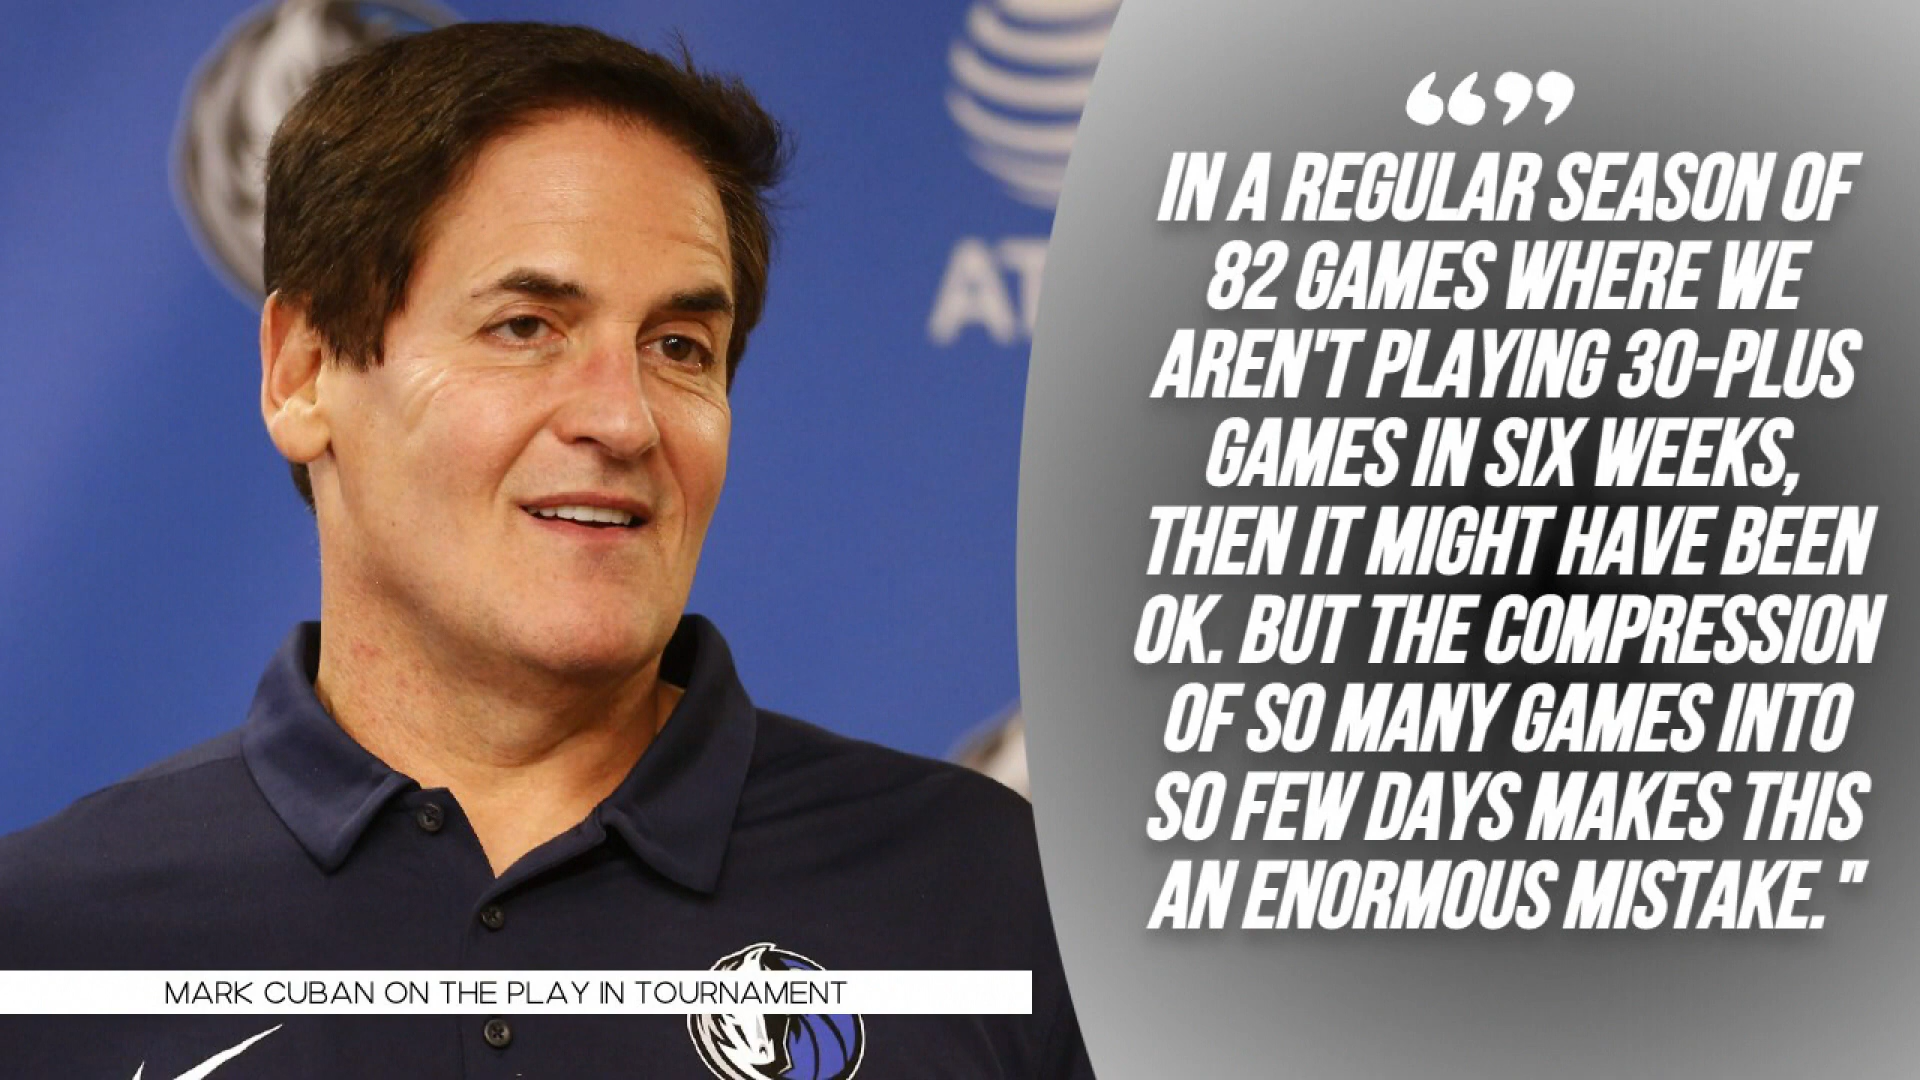 ““””
IN A REGULAR SEASON OF
82 GAMES WHERE WE
AREN'T PLAYING 30-PLUS
GAMES IN SIX WEEKS,
THEN IT MIGHT HAVE BEEN
OK. BUT THE COMPRESSION
OF SO MANY GAMES INTO
SO FEW DAYS MAKES THIS
AN ENORMOUS MISTAKE."
MARK CUBAN ON THE PLAY IN TOURNAMENT